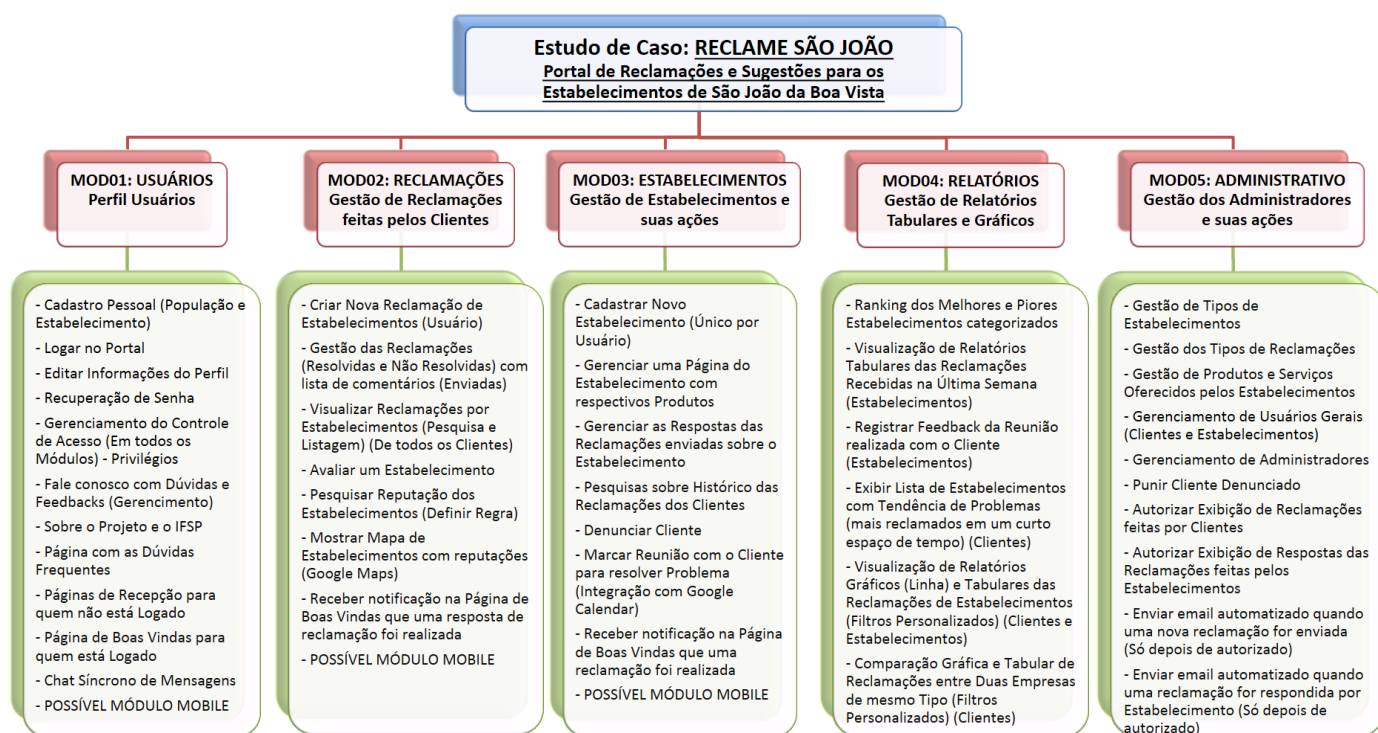 Estudo de Caso: RECLAME SÃO JOÃO
Portal de Reclamações e Sugestões para os
Estabelecimentos de São João da Boa Vista
MOD01: USUÁRIOS
Perfil Usuários
MOD02: RECLAMAÇÕES
Gestão de Reclamações
feitas pelos Clientes
MOD03: ESTABELECIMENTOS
Gestão de Estabelecimentos e
suas ações
MOD04: RELATÓRIOS
Gestão de Relatórios
Tabulares e Gráficos
MOD05: ADMINISTRATIVO
Gestão dos Administradores
e suas ações
- Cadastro Pessoal (População e
Estabelecimento)
- Logar no Portal
- Editar Informações do Perfil
- Recuperação de Senha
- Gerenciamento do Controle
de Acesso (Em todos os
Módulos) - Privilégios
- Fale conosco com Dúvidas e
Feedbacks (Gerencimento)
- Sobre o Projeto e o IFSP
- Página com as Dúvidas
Frequentes
- Páginas de Recepção para
quem não está Logado
- Página de Boas Vindas para
quem está Logado
- Chat Síncrono de Mensagens
- POSSÍVEL MÓDULO MOBILE
- Criar Nova Reclamação de
Estabelecimentos (Usuário)
- Gestão das Reclamações
(Resolvidas e Não Resolvidas) com
lista de comentários (Enviadas)
- Visualizar Reclamações por
Estabelecimentos (Pesquisa e
Listagem) (De todos os Clientes)
- Avaliar um Estabelecimento
- Pesquisar Reputação dos
Estabelecimentos (Definir Regra)
- Mostrar Mapa de
Estabelecimentos com reputações
(Google Maps)
- Receber notificação na Página de
Boas Vindas que uma resposta de
reclamação foi realizada
- POSSÍVEL MÓDULO MOBILE
- Cadastrar Novo
Estabelecimento (Único por
Usuário)
- Gerenciar uma Página do
Estabelecimento com
respectivos Produtos
- Gerenciar as Respostas das
Reclamações enviadas sobre o
Estabelecimento
- Pesquisas sobre Histórico das
Reclamações dos Clientes
- Denunciar Cliente
- Marcar Reunião com o Cliente
para resolver Problema
(Integração com Google
Calendar)
- Receber notificação na Página
de Boas Vindas que uma
reclamação foi realizada
- POSSÍVEL MÓDULO MOBILE
- Ranking dos Melhores e Piores
Estabelecimentos categorizados
- Visualização de Relatórios
Tabulares das Reclamações
Recebidas na Última Semana
(Estabelecimentos)
- Registrar Feedback da Reunião
realizada com o Cliente
(Estabelecimentos)
- Exibir Lista de Estabelecimentos
com Tendência de Problemas
(mais reclamados em um curto
espaço de tempo) (Clientes)
- Visualização de Relatórios
Gráficos (Linha) e Tabulares das
Reclamações de Estabelecimentos
(Filtros Personalizados) (Clientes e
Estabelecimentos)
- Comparação Gráfica e Tabular de
Reclamações entre Duas Empresas
de mesmo Tipo (Filtros
Personalizados) (Clientes)
- Gestão de Tipos de
Estabelecimentos
- Gestão dos Tipos de Reclamações
- Gestão de Produtos e Serviços
Oferecidos pelos Estabelecimentos
- Gerenciamento de Usuários Gerais
(Clientes e Estabelecimentos)
- Gerenciamento de Administradores
- Punir Cliente Denunciado
- Autorizar Exibição de Reclamações
feitas por Clientes
- Autorizar Exibição de Respostas das
Reclamações feitas pelos
Estabelecimentos
- Enviar email automatizado quando
uma nova reclamação for enviada
(Só depois de autorizado)
- Enviar email automatizado quando
uma reclamação for respondida por
Estabelecimento (Só depois de
autorizado)